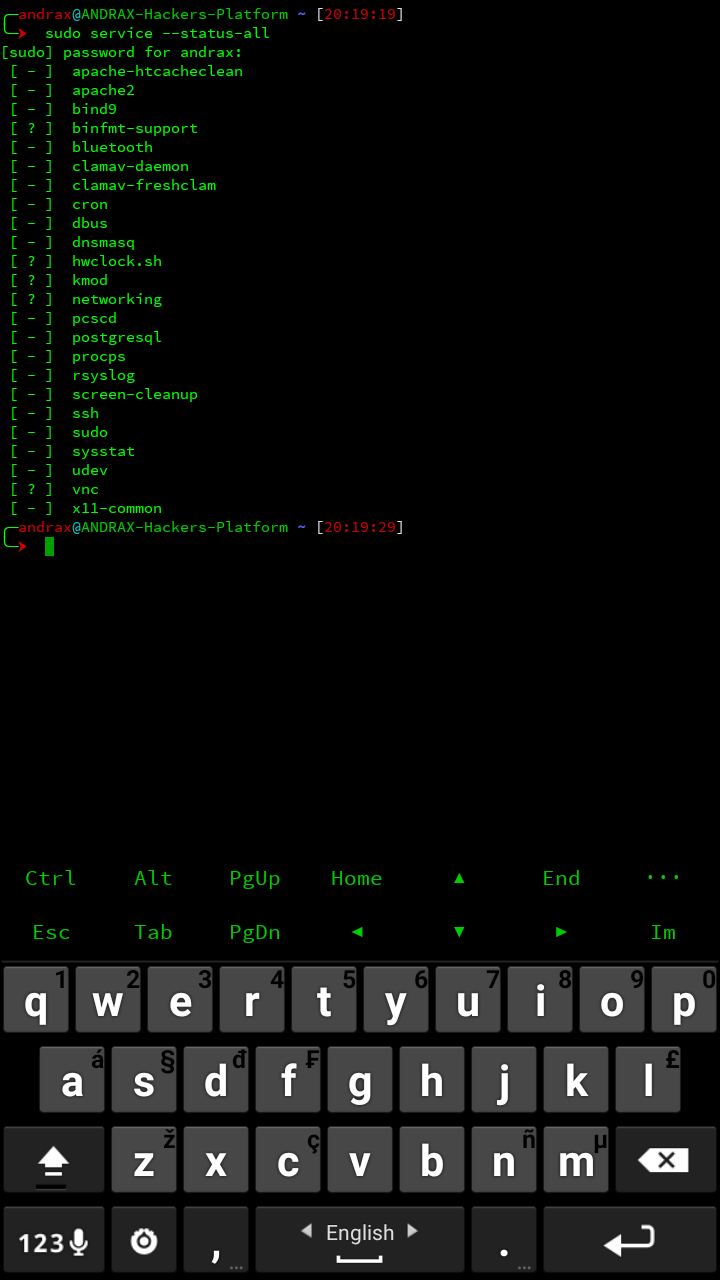 andrax@ANDRAX-Hackers-Platform ~ [20:19:19]
sudo service --status-all
[sudo] password for andrax:
[ - ] apache-htcacheclean
[ - ] apache2
[ - ] bind9
[ ? ] binfmt-support
[ - ] bluetooth
[ - ] clamav-daemon
[ - ] clamav-freshclam
[ - ] cron
[ - ] dbus
[ - ] dnsmasq
[ ? ] hwclock.sh
[ ? ] kmod
[ ? ] networking
[ - ] pcscd
[ - ] postgresql
[ - ] procps
[ - ] rsyslog
[ - ] screen-cleanup
[ - ] ssh
[ - ] sudo
[ - ] sysstat
[ - ] udev
[ ? ] vnc
[ - ] x11-common
andrax@ANDRAX-Hackers-Platform ~ [20:19:29]
Ctrl Alt PgUp Home ▲ End ···
Esc Tab PgDn ◀ ▼ ▶ Im
1 2 3 4 5 6 7 8 9 0
q w e r t y u i o p
á § đ ₣ £
a s d f g h j k l
ž ç ñ µ
z x c v b n m
123 , ... ◀ English ▶ . ...